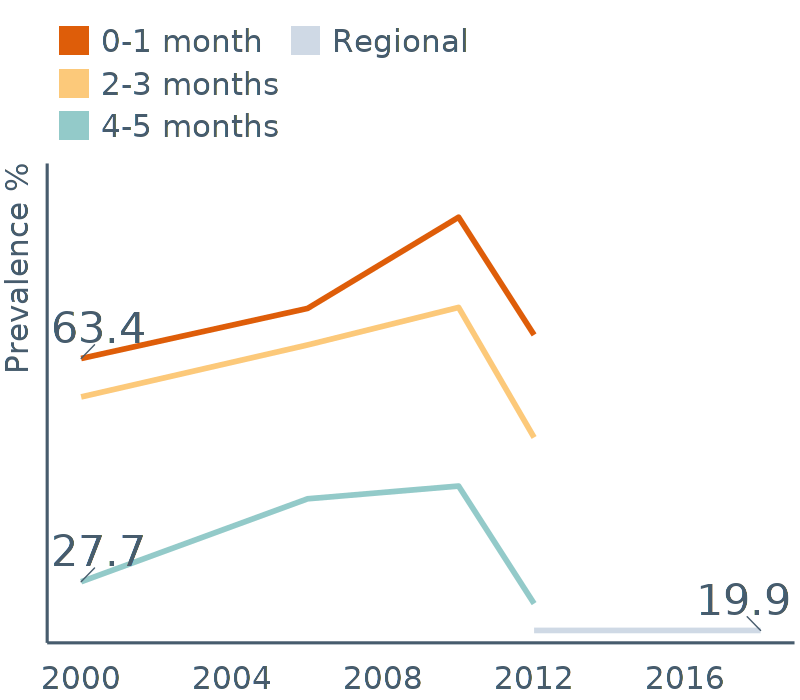 0-1 month
Regional
2-3 months
4-5 months
Prevalence %
63.4
27.7
19.9
2000 2004 2008 2012 2016